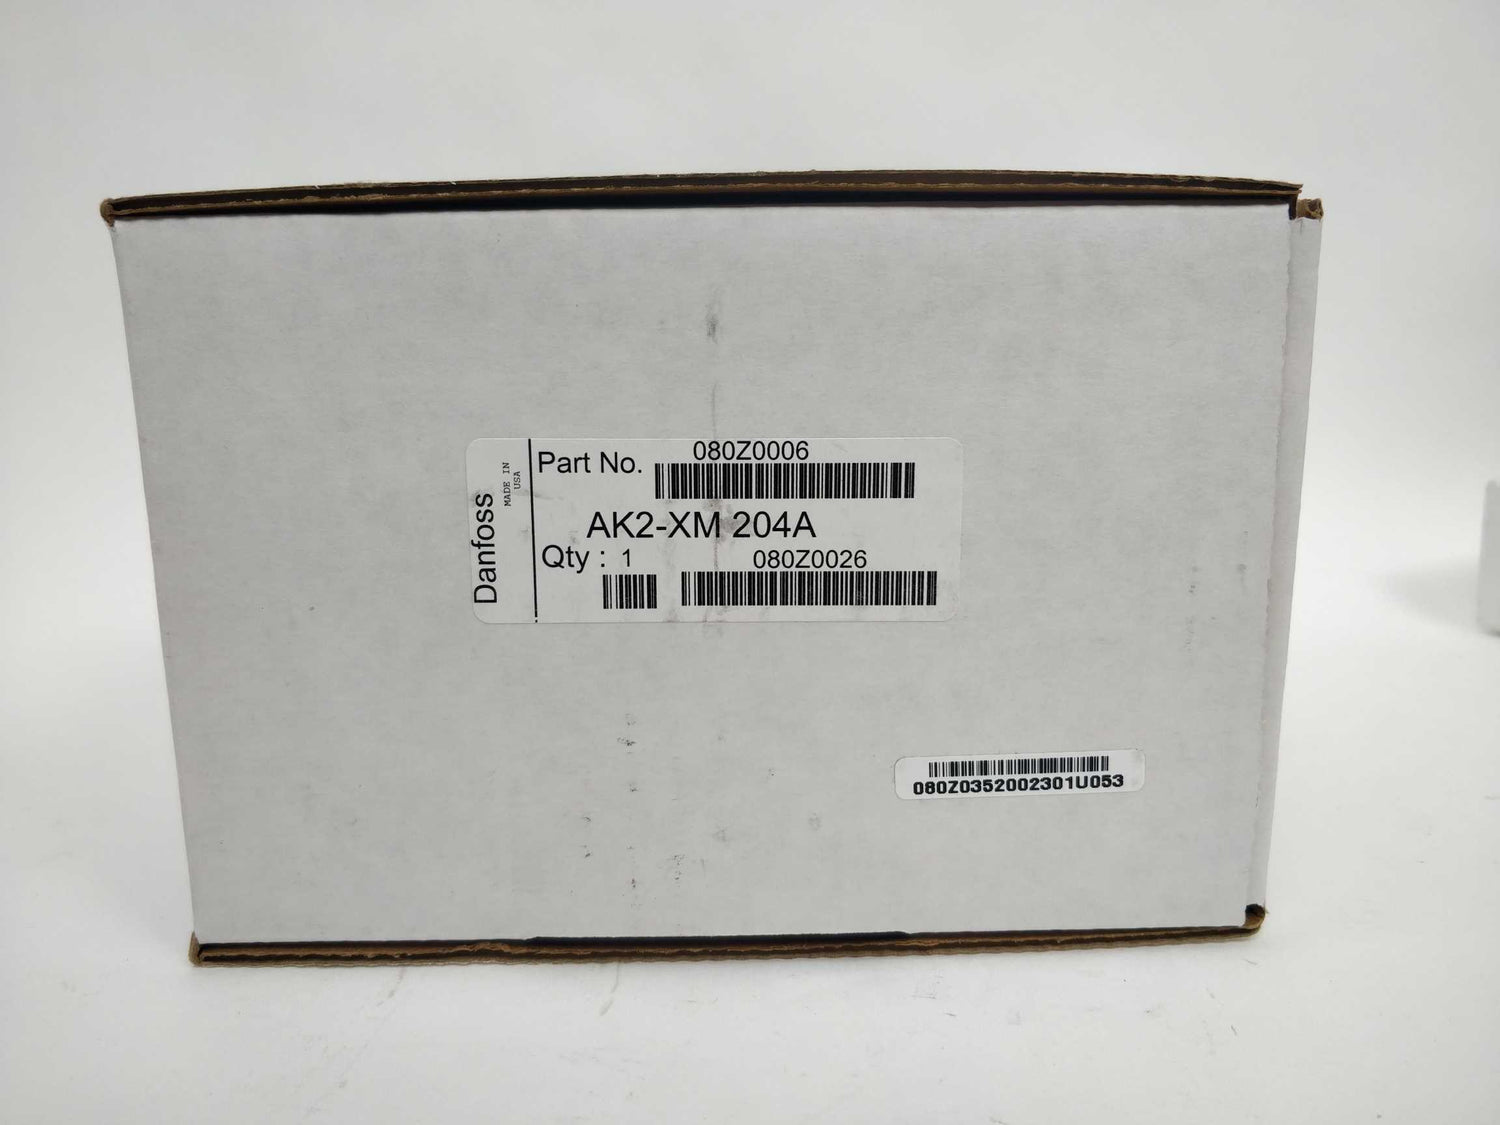 Danfoss
MADE IN
USA
Part No.
080Z0006
AK2-XM 204A
Qty : 1
080Z0026
080Z0352002301U053